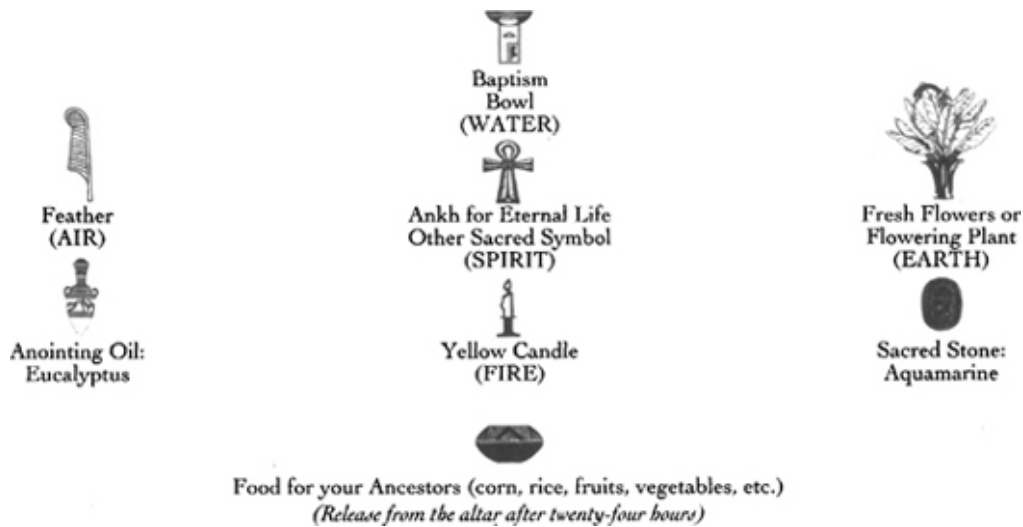 Baptism
Bowl
(WATER)
Feather
(AIR)
Ankh for Eternal Life
Other Sacred Symbol
(SPIRIT)
Fresh Flowers or
Flowering Plant
(EARTH)
Anointing Oil:
Eucalyptus
Yellow Candle
(FIRE)
Sacred Stone:
Aquamarine
Food for your Ancestors (corn, rice, fruits, vegetables, etc.)
(Release from the altar after twenty-four hours)